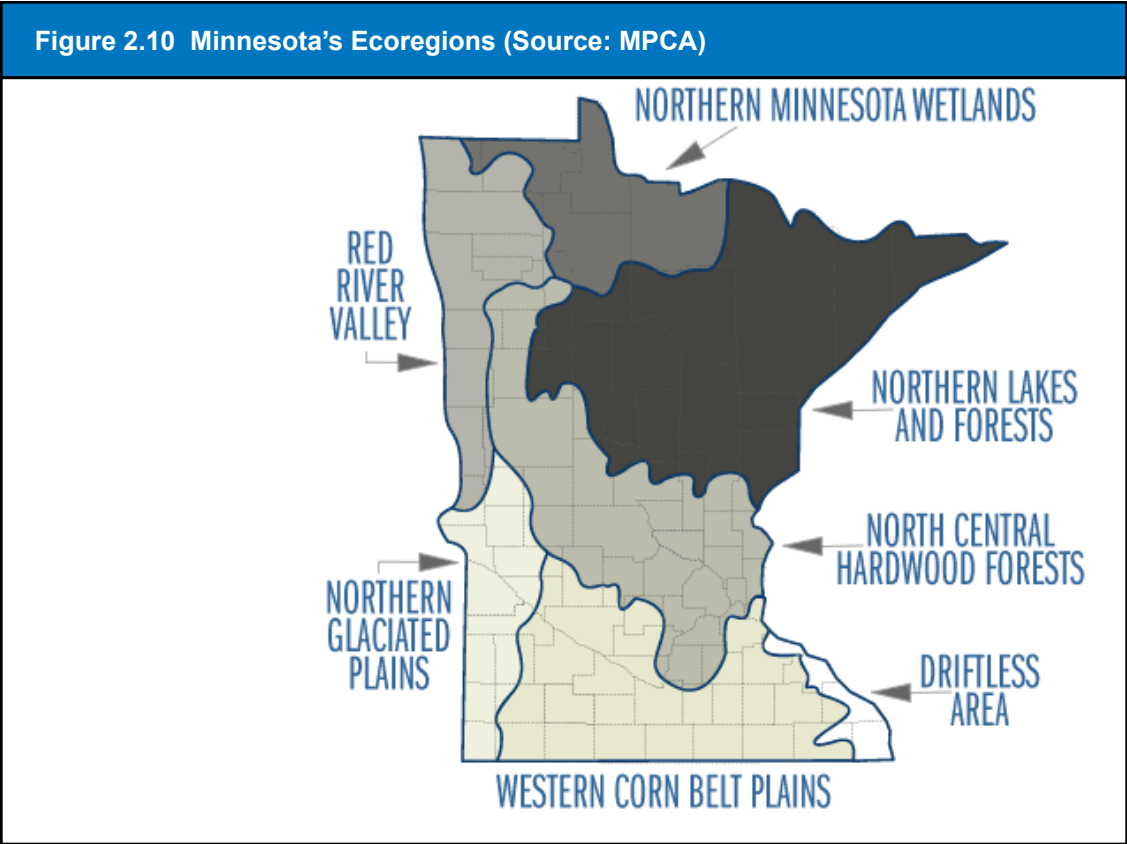 Figure 2.10 Minnesota’s Ecoregions (Source: MPCA)
NORTHERN MINNESOTA WETLANDS
RED
RIVER
VALLEY
NORTHERN LAKES
AND FORESTS
NORTH CENTRAL
HARDWOOD FORESTS
NORTHERN
GLACIATED
PLAINS
DRIFTLESS
AREA
WESTERN CORN BELT PLAINS